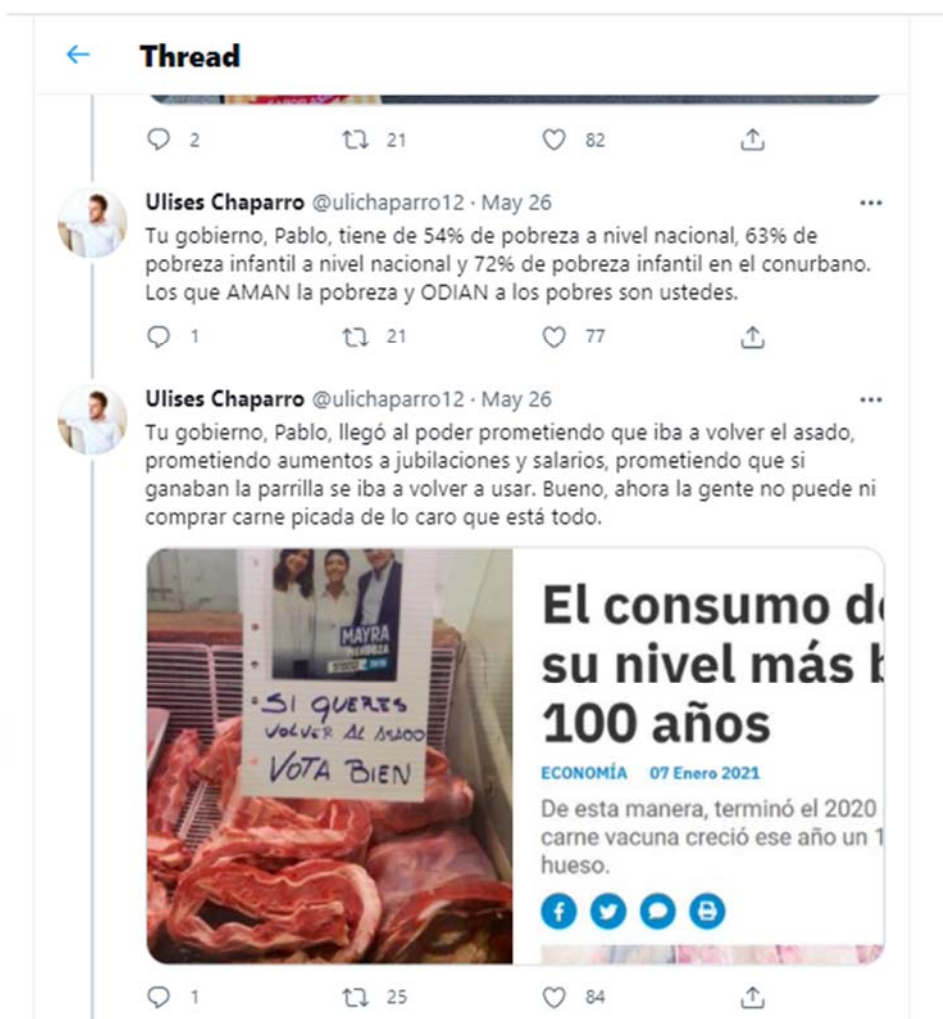 Thread
2 21 82
Ulises Chaparro @ulichaparro12 · May 26
Tu gobierno, Pablo, tiene de 54% de pobreza a nivel nacional, 63% de
pobreza infantil a nivel nacional y 72% de pobreza infantil en el conurbano.
Los que AMAN la pobreza y ODIAN a los pobres son ustedes.
1 21 77
Ulises Chaparro @ulichaparro12 · May 26
Tu gobierno, Pablo, llegó al poder prometiendo que iba a volver el asado,
prometiendo aumentos a jubilaciones y salarios, prometiendo que si
ganaban la parrilla se iba a volver a usar. Bueno, ahora la gente no puede ni
comprar carne picada de lo caro que está todo.
MAYRA
MENDOZA
SI QUERES
VOLVER AL ASADO
VOTA BIEN
El consumo d
su nivel más b
100 años
ECONOMÍA 07 Enero 2021
De esta manera, terminó el 2020
carne vacuna creció ese año un 1
hueso.
1 25 84